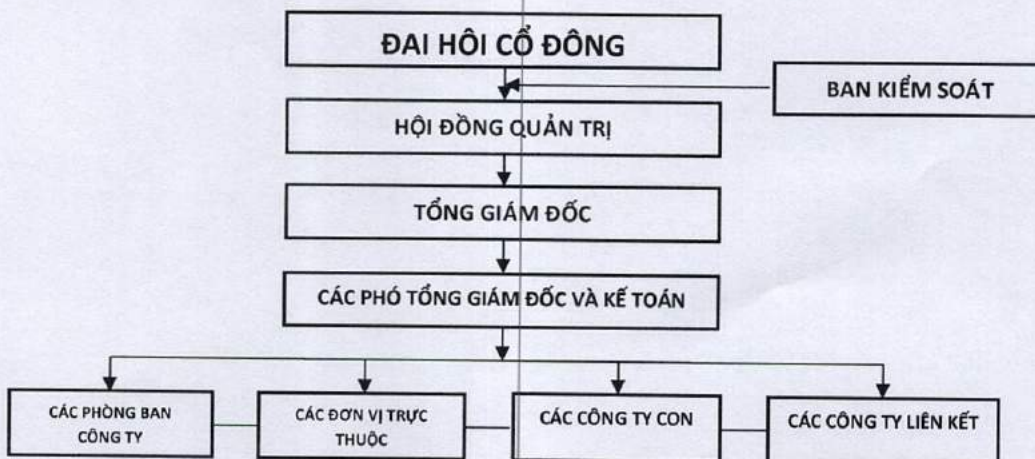 ĐAI HÔI CỔ ĐÔNG
BAN KIỂM SOÁT
HỘI ĐỒNG QUẢN TRỊ
TỔNG GIÁM ĐỐC
CÁC PHÓ TỔNG GIÁM ĐỐC VÀ KẾ TOÁN
CÁC PHÒNG BAN
CÔNG TY
CÁC ĐƠN VỊ TRỰC
THUỘC
CÁC CÔNG TY CON
CÁC CÔNG TY LIÊN KẾT